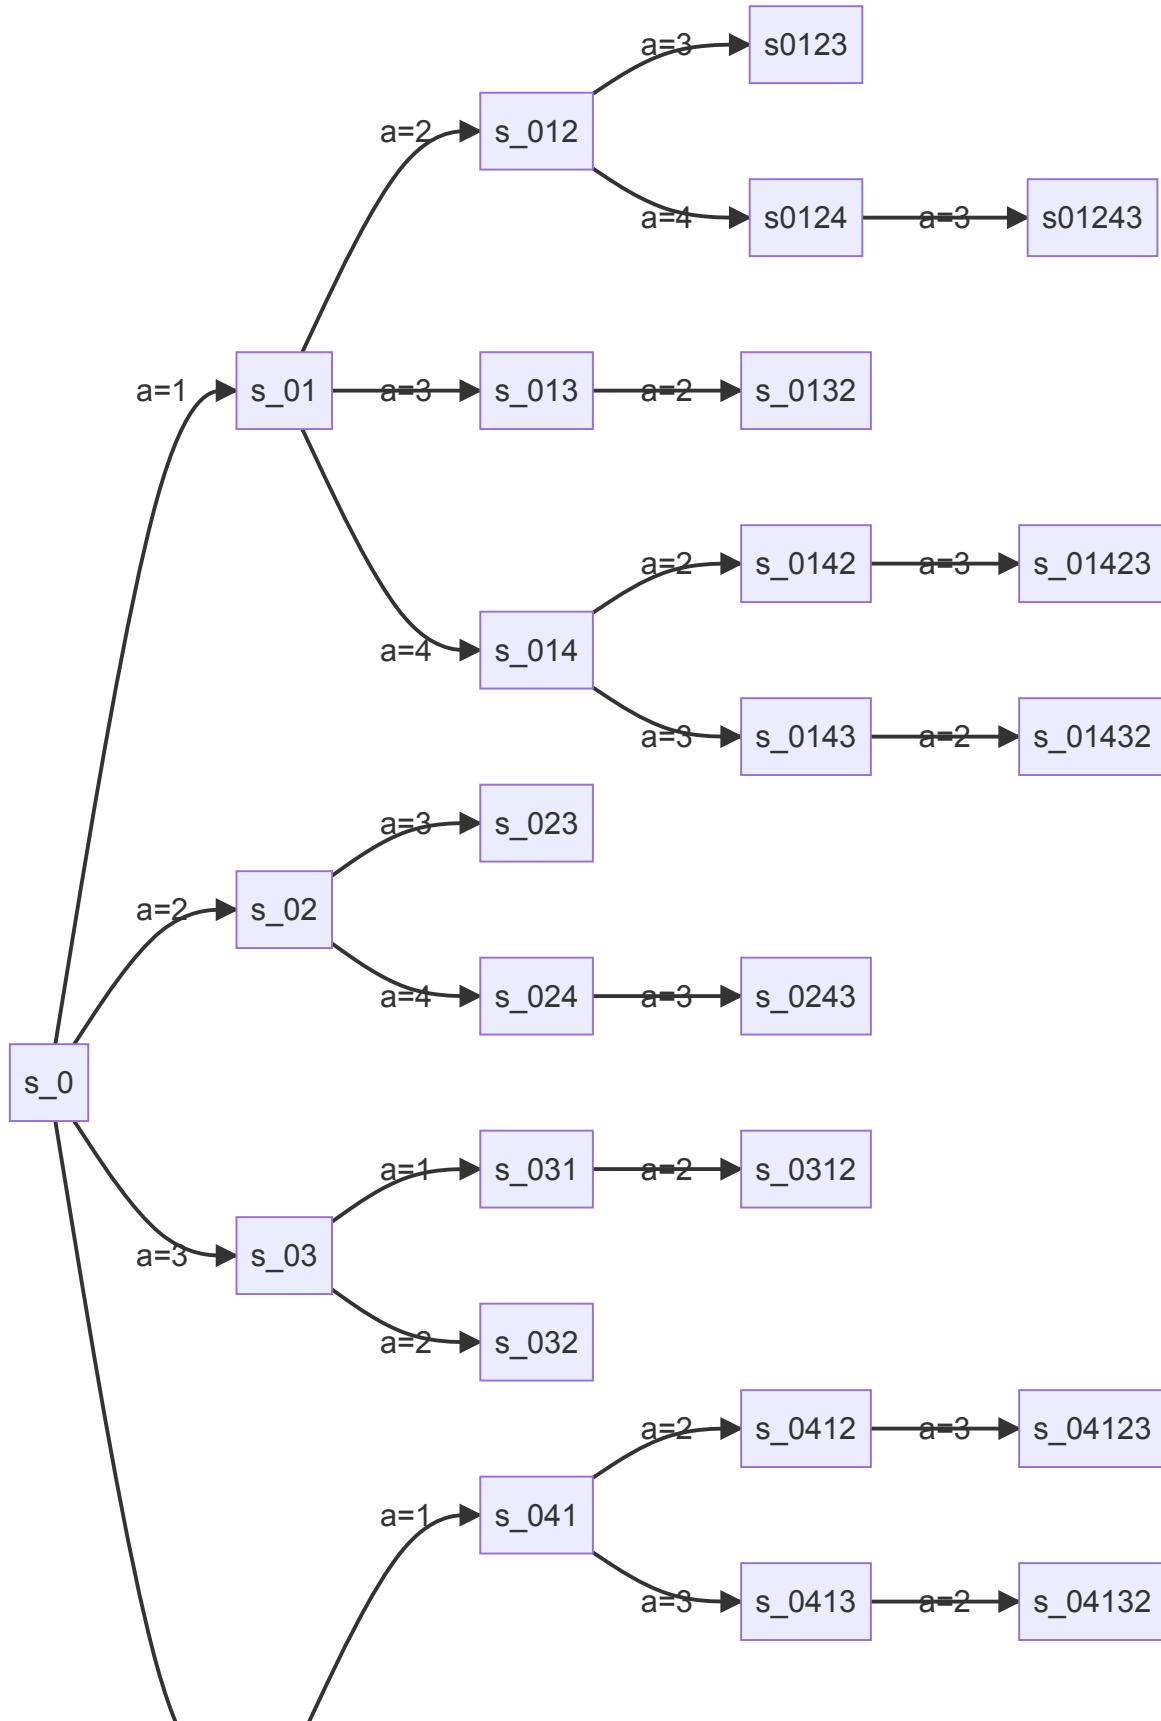 a=3
s0123
a=2
s_012
a=4
s0124
a=3
s01243
a=1
s_01
a=3
s_013
a=2
s_0132
a=2
s_0142
a=3
s_01423
a=4
s_014
a=3
s_0143
a=2
s_01432
a=3
s_023
a=2
s_02
a=4
s_024
a=3
s_0243
s_0
a=1
s_031
a=2
s_0312
a=3
s_03
a=2
s_032
a=2
s_0412
a=3
s_04123
a=1
s_041
a=3
s_0413
a=2
s_04132